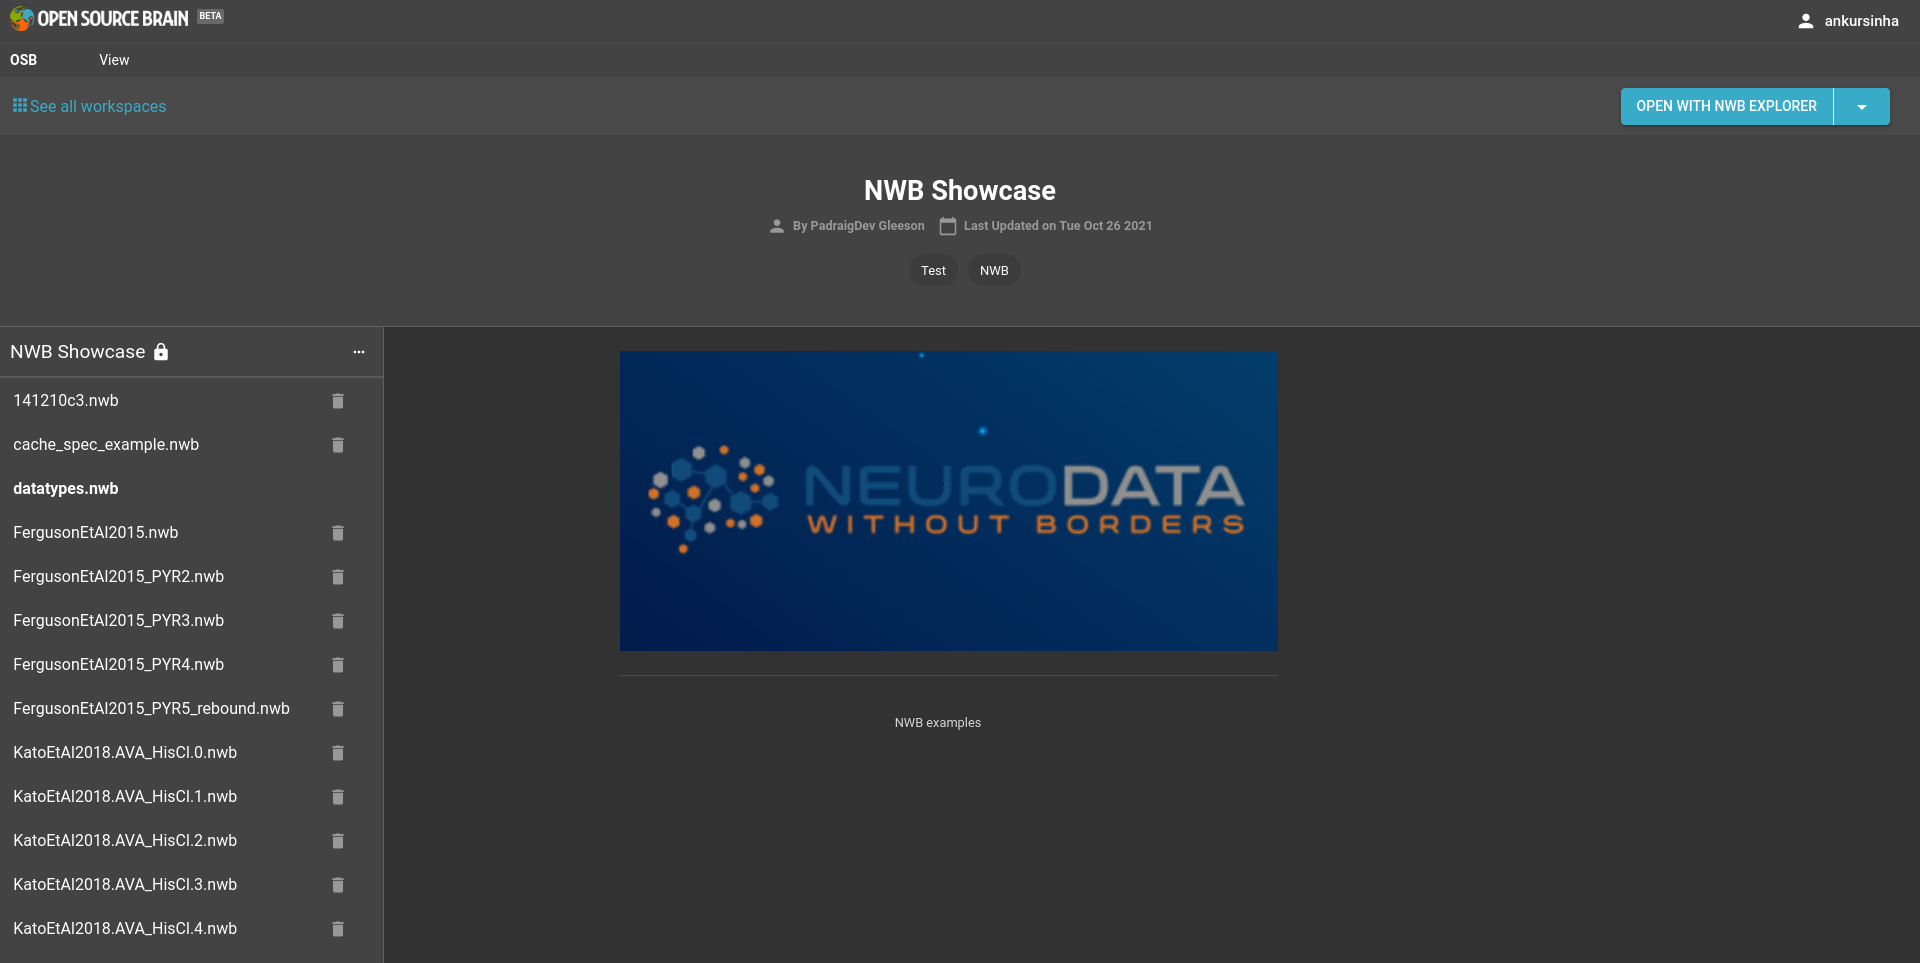 OPEN SOURCE BRAIN BETA
ankursinha
OSB View
See all workspaces
OPEN WITH NWB EXPLORER
NWB Showcase
By PadraigDev Gleeson Last Updated on Tue Oct 26 2021
Test NWB
NWB Showcase
141210c3.nwb
cache_spec_example.nwb
datatypes.nwb
FergusonEtAl2015.nwb
FergusonEtAl2015_PYR2.nwb
FergusonEtAl2015_PYR3.nwb
FergusonEtAl2015_PYR4.nwb
FergusonEtAl2015_PYR5_rebound.nwb
KatoEtAl2018.AVA_HisCl.0.nwb
KatoEtAl2018.AVA_HisCl.1.nwb
KatoEtAl2018.AVA_HisCl.2.nwb
KatoEtAl2018.AVA_HisCl.3.nwb
KatoEtAl2018.AVA_HisCl.4.nwb
NEURODATA
WITHOUT BORDERS
NWB examples